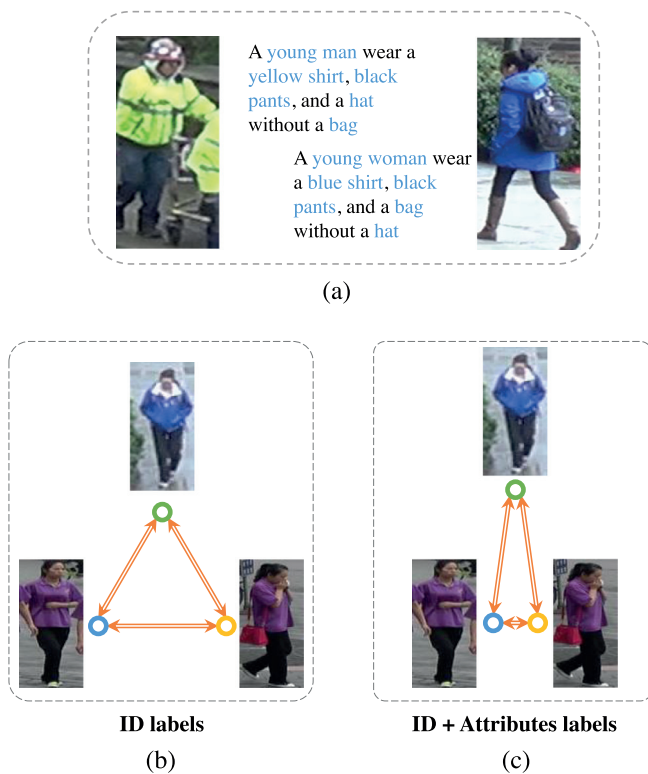 A young man wear a
yellow shirt, black
pants, and a hat
without a bag
A young woman wear
a blue shirt, black
pants, and a bag
without a hat
(a)
ID labels
ID + Attributes labels
(b)
(c)